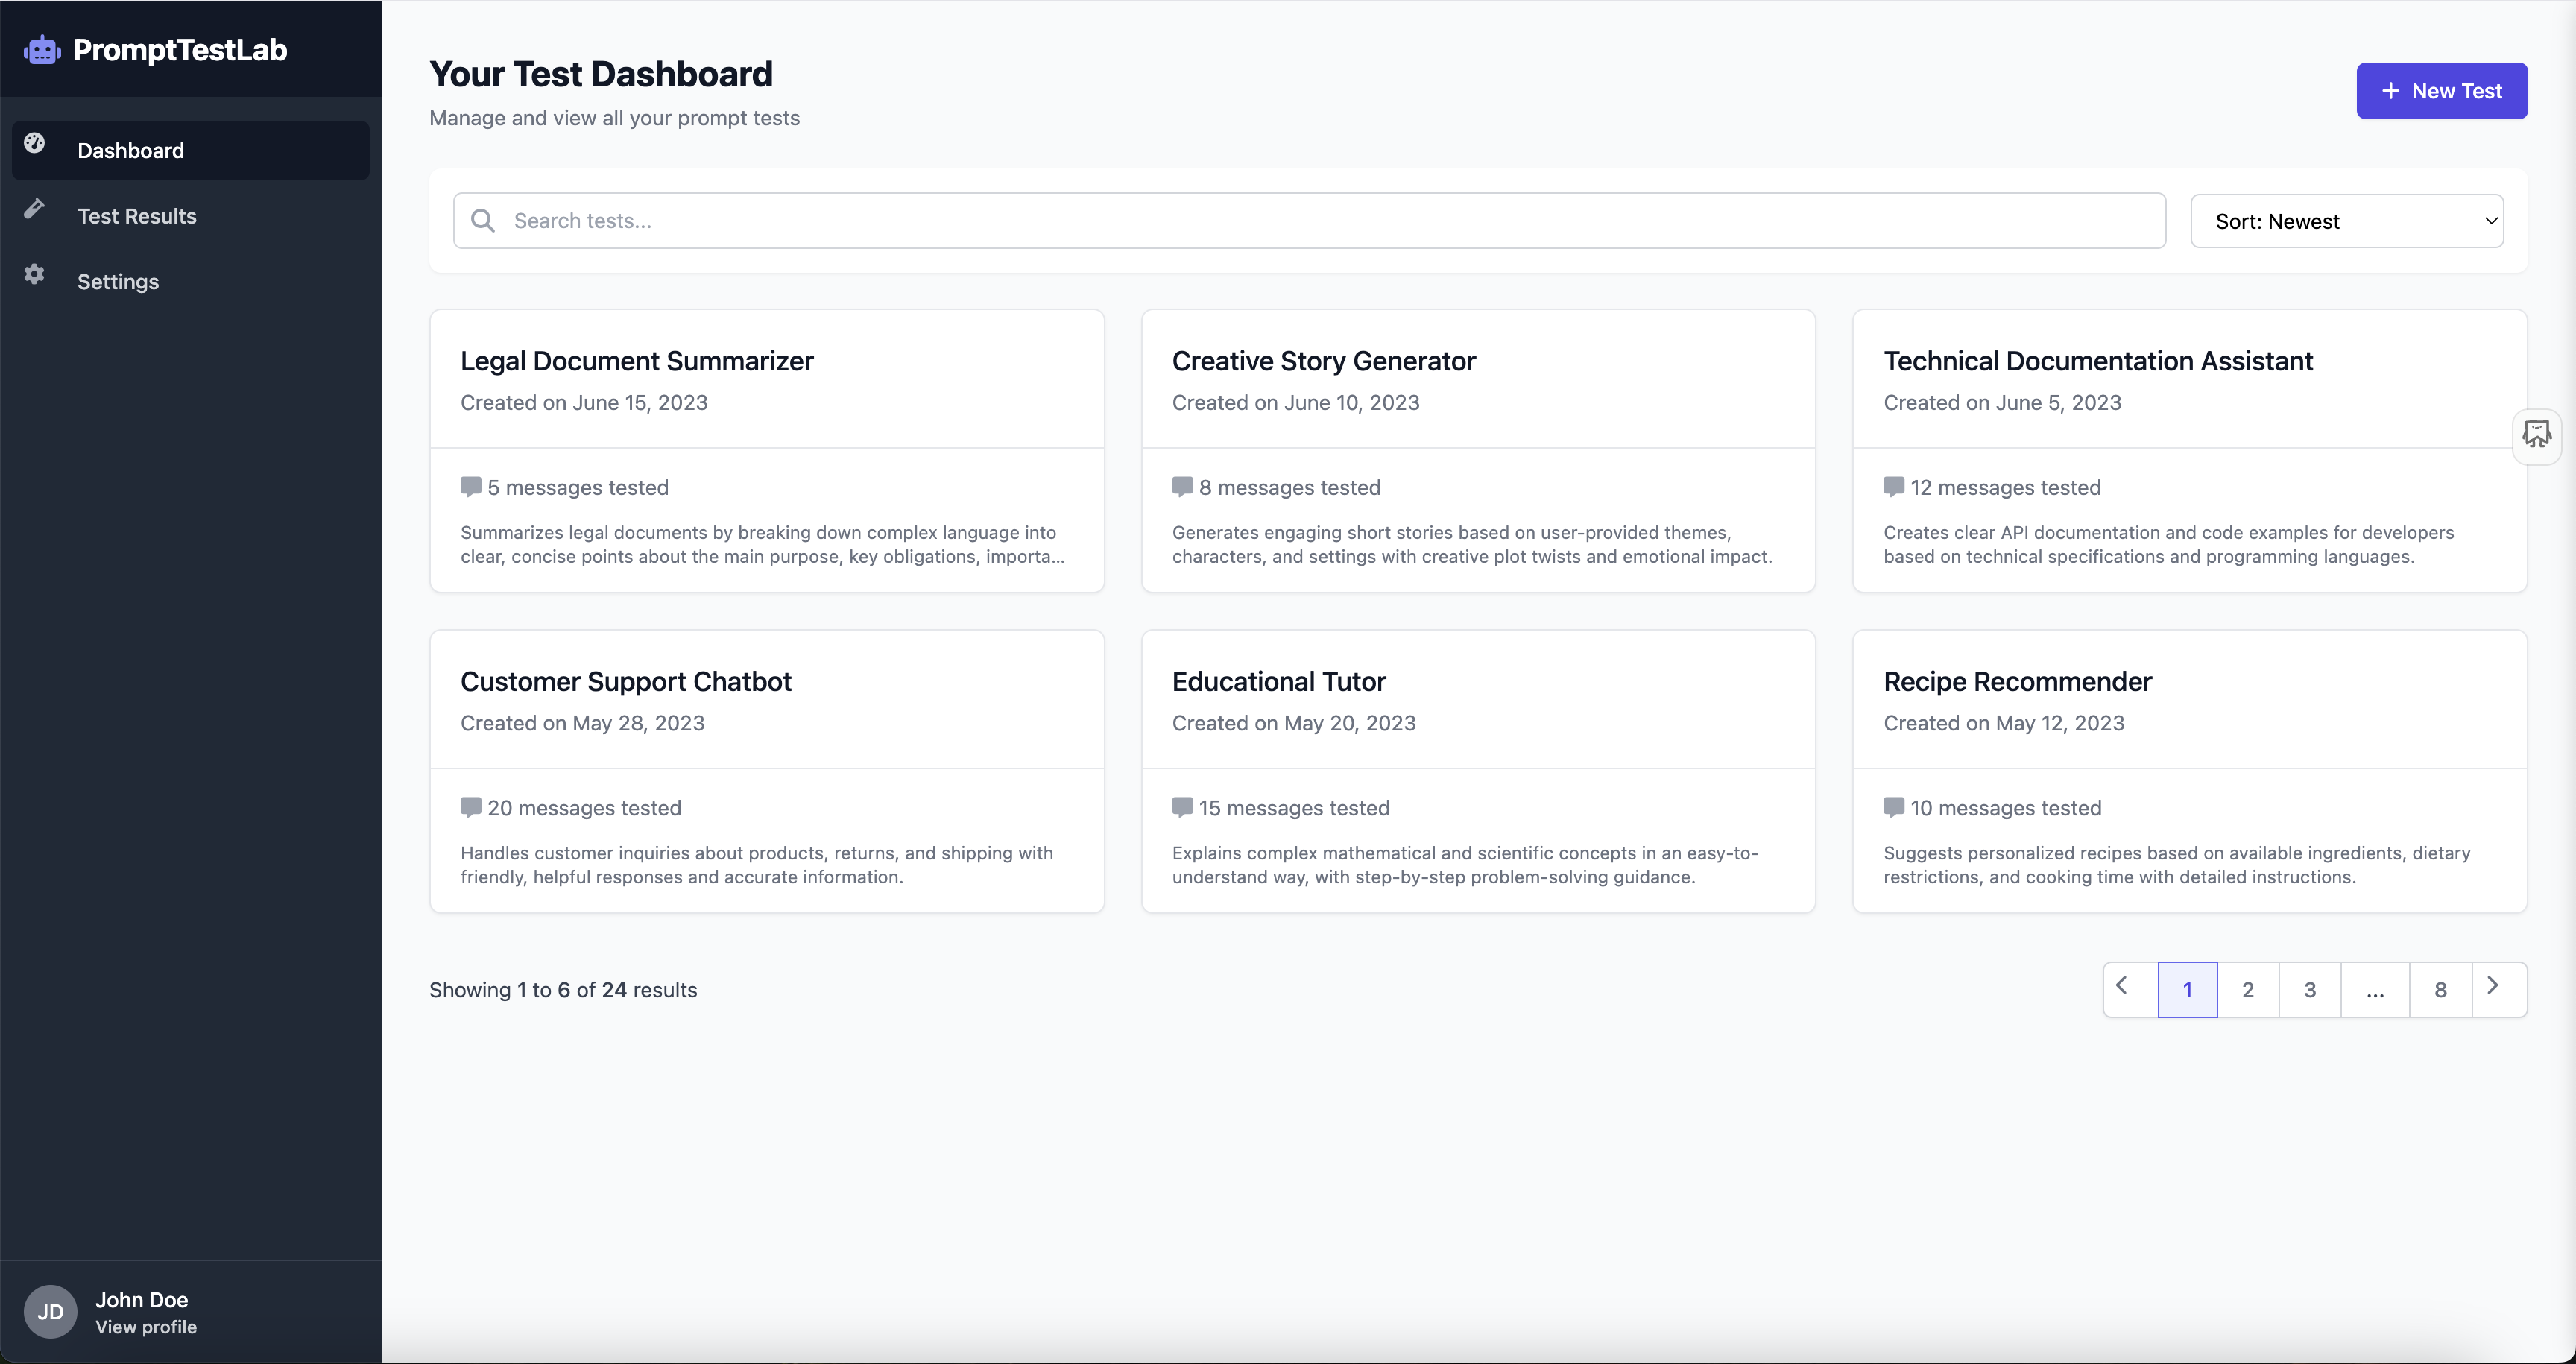 PromptTestLab
Dashboard
Test Results
Settings
John Doe
View profile
JD
Your Test Dashboard
Manage and view all your prompt tests
New Test
Search tests...
Sort: Newest
Legal Document Summarizer
Created on June 15, 2023
5 messages tested
Summarizes legal documents by breaking down complex language into
clear, concise points about the main purpose, key obligations, importa...
Creative Story Generator
Created on June 10, 2023
8 messages tested
Generates engaging short stories based on user-provided themes,
characters, and settings with creative plot twists and emotional impact.
Technical Documentation Assistant
Created on June 5, 2023
12 messages tested
Creates clear API documentation and code examples for developers
based on technical specifications and programming languages.
Customer Support Chatbot
Created on May 28, 2023
20 messages tested
Handles customer inquiries about products, returns, and shipping with
friendly, helpful responses and accurate information.
Educational Tutor
Created on May 20, 2023
15 messages tested
Explains complex mathematical and scientific concepts in an easy-to-
understand way, with step-by-step problem-solving guidance.
Recipe Recommender
Created on May 12, 2023
10 messages tested
Suggests personalized recipes based on available ingredients, dietary
restrictions, and cooking time with detailed instructions.
Showing 1 to 6 of 24 results
1 2 3 ... 8